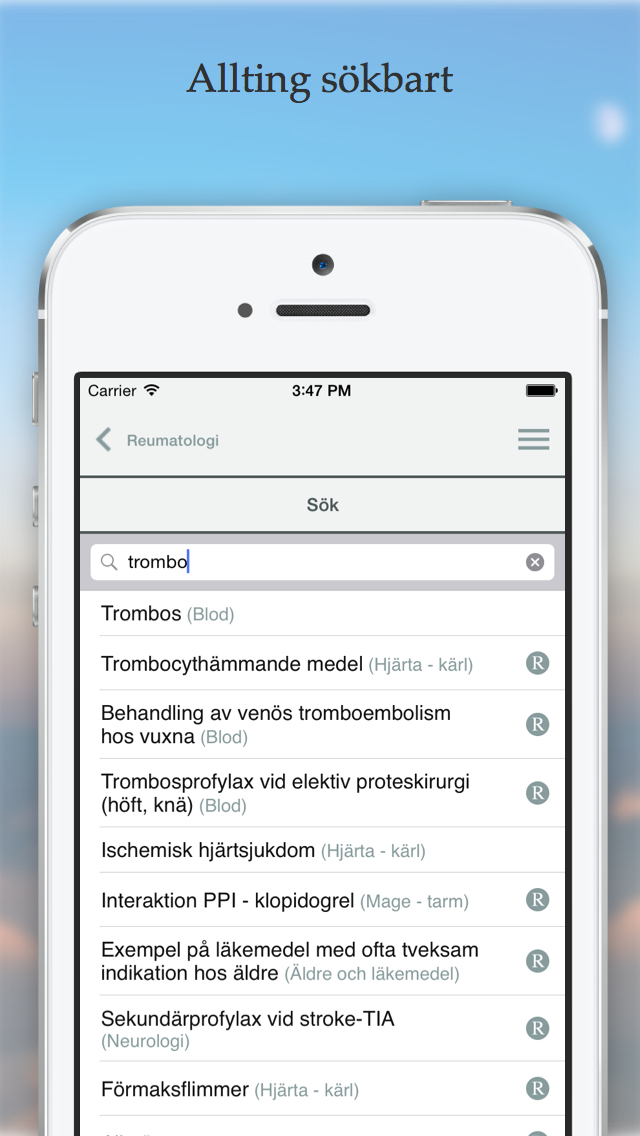 Allting sökbart
Carrier 3:47 PM
Reumatologi
Sök
trombo
Trombos (Blod)
Trombocythämmande medel (Hjärta - kärl) R
Behandling av venös tromboembolism
hos vuxna (Blod) R
Trombosprofylax vid elektiv proteskirurgi
(höft, knä) (Blod) R
Ischemisk hjärtsjukdom (Hjärta - kärl)
Interaktion PPI - klopidogrel (Mage - tarm) R
Exempel på läkemedel med ofta tveksam
indikation hos äldre (Äldre och läkemedel) R
Sekundärprofylax vid stroke-TIA
(Neurologi) R
Förmaksflimmer (Hjärta - kärl) R